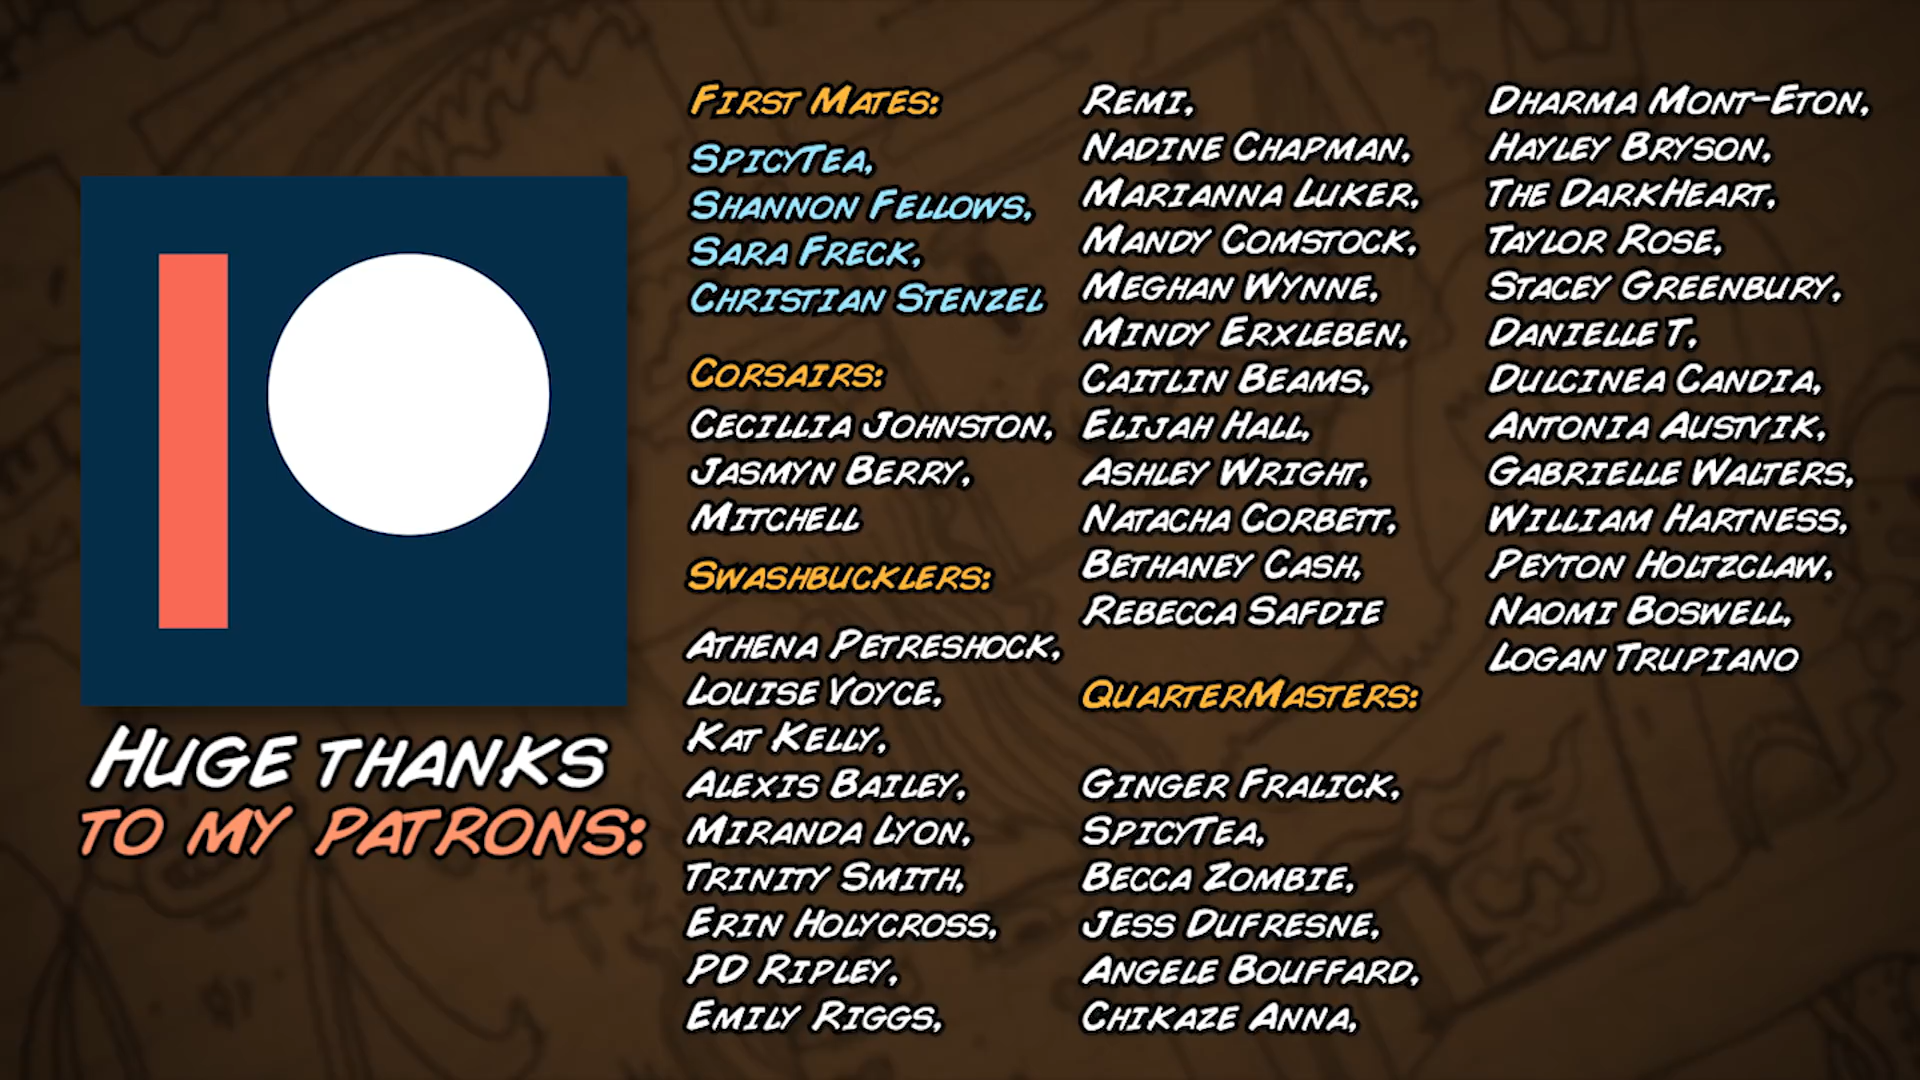 Huge thanks
to my patrons:
First Mates:
SpicyTea,
Shannon Fellows,
Sara Freck,
Christian Stenzel
Corsairs:
Cecillia Johnston,
Jasmyn Berry,
Mitchell
Swashbucklers:
Athena Petreshock,
Louise Voyce,
Kat Kelly,
Alexis Bailey,
Miranda Lyon,
Trinity Smith,
Erin Holycross,
PD Ripley,
Emily Riggs,
Remi,
Nadine Chapman,
Marianna Luker,
Mandy Comstock,
Meghan Wynne,
Mindy Erxleben,
Caitlin Beams,
Elijah Hall,
Ashley Wright,
Natacha Corbett,
Bethaney Cash,
Rebecca Safdie
QuarterMasters:
Ginger Fralick,
SpicyTea,
Becca Zombie,
Jess Dufresne,
Angele Bouffard,
Chikaze Anna,
Dharma Mont-Eton,
Hayley Bryson,
The DarkHeart,
Taylor Rose,
Stacey Greenbury,
Danielle T,
Dulcinea Candia,
Antonia Austvik,
Gabrielle Walters,
William Hartness,
Peyton Holtzclaw,
Naomi Boswell,
Logan Trupiano